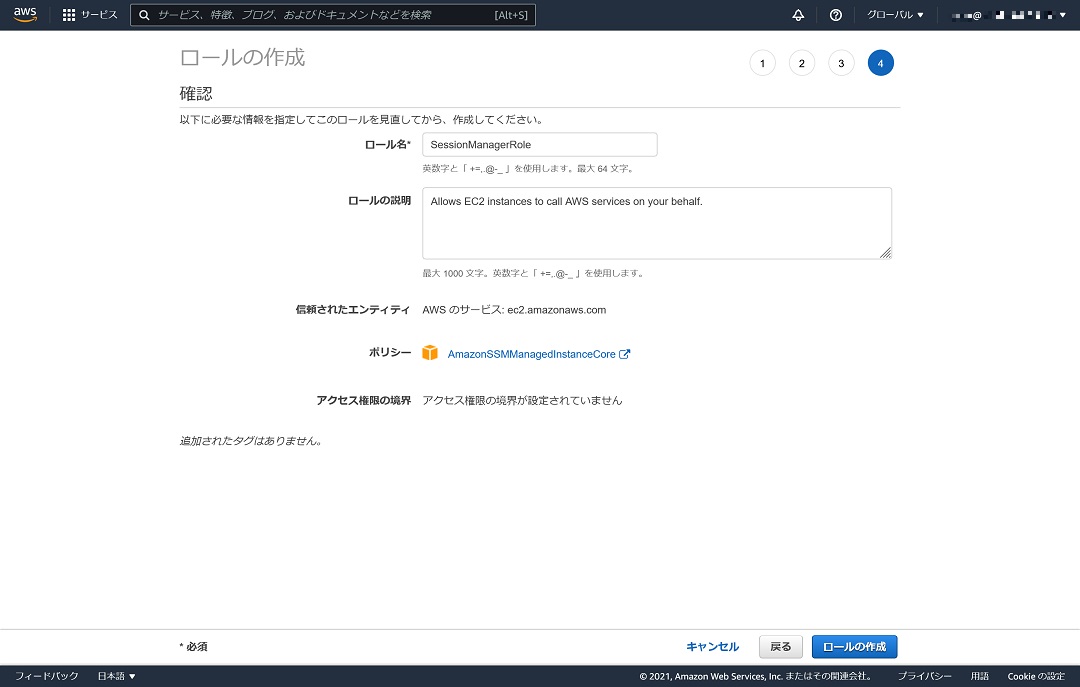 aws サービス サービス、特徴、ブログ、およびドキュメントなどを検索 [Alt+S] グローバル ▼ @ ▼
ロールの作成 1 2 3 4
確認
以下に必要な情報を指定してこのロールを見直してから、作成してください。
ロール名* SessionManagerRole
英数字と「 +=,.@-_ 」を使用します。最大 64 文字。
ロールの説明 Allows EC2 instances to call AWS services on your behalf.
最大 1000 文字。英数字と「 +=,.@-_ 」を使用します。
信頼されたエンティティ AWS のサービス: ec2.amazonaws.com
ポリシー AmazonSSMManagedInstanceCore
アクセス権限の境界 アクセス権限の境界が設定されていません
追加されたタグはありません。
* 必須 キャンセル 戻る ロールの作成
フィードバック 日本語 ▼ © 2021, Amazon Web Services, Inc. またはその関連会社。 プライバシー 用語 Cookie の設定